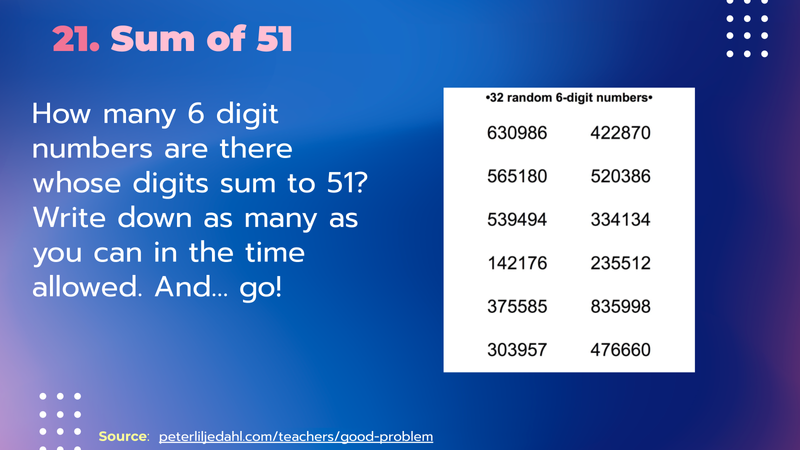 21. Sum of 51
How many 6 digit
numbers are there
whose digits sum to 51?
Write down as many as
you can in the time
allowed. And... go!
•32 random 6-digit numbers•
630986 422870
565180 520386
539494 334134
142176 235512
375585 835998
303957 476660
Source: peterliljedahl.com/teachers/good-problem